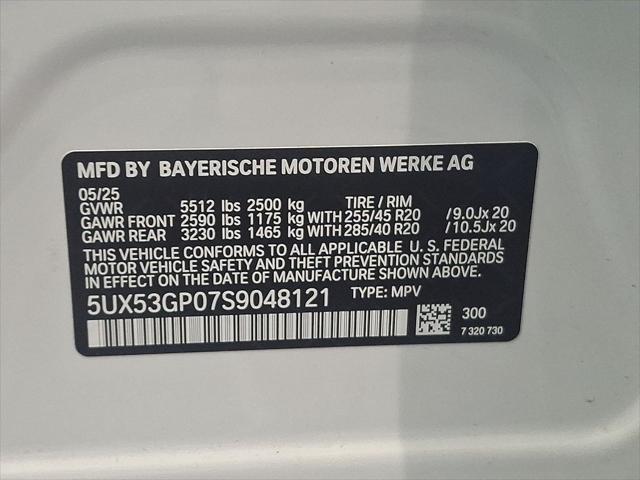 MFD BY BAYERISCHE MOTOREN WERKE AG
05/25
GVWR 5512 lbs 2500 kg TIRE / RIM
GAWR FRONT 2590 lbs 1175 kg WITH 255/45 R20 /9.0Jx 20
GAWR REAR 3230 lbs 1465 kg WITH 285/40 R20 /10.5Jx 20
THIS VEHICLE CONFORMS TO ALL APPLICABLE U. S. FEDERAL
MOTOR VEHICLE SAFETY AND THEFT PREVENTION STANDARDS
IN EFFECT ON THE DATE OF MANUFACTURE SHOWN ABOVE.
5UX53GP07S9048121 TYPE: MPV
300
7 320 730